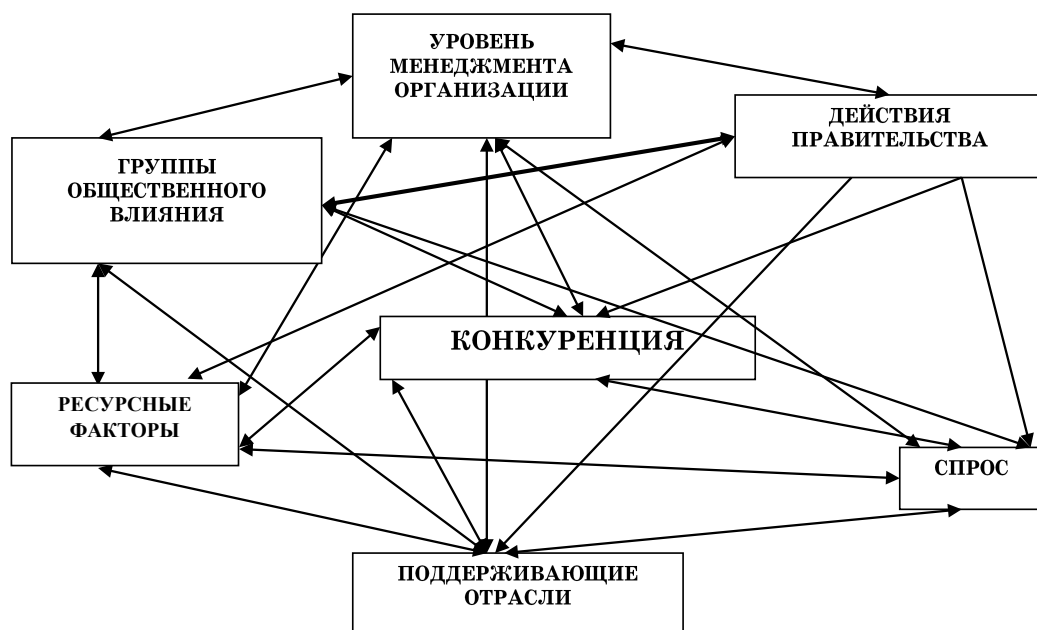 УРОВЕНЬ
МЕНЕДЖМЕНТА
ОРГАНИЗАЦИИ
ДЕЙСТВИЯ
ПРАВИТЕЛЬСТВА
ГРУППЫ
ОБЩЕСТВЕННОГО
ВЛИЯНИЯ
КОНКУРЕНЦИЯ
РЕСУРСНЫЕ
ФАКТОРЫ
СПРОС
ПОДДЕРЖИВАЮЩИЕ
ОТРАСЛИ